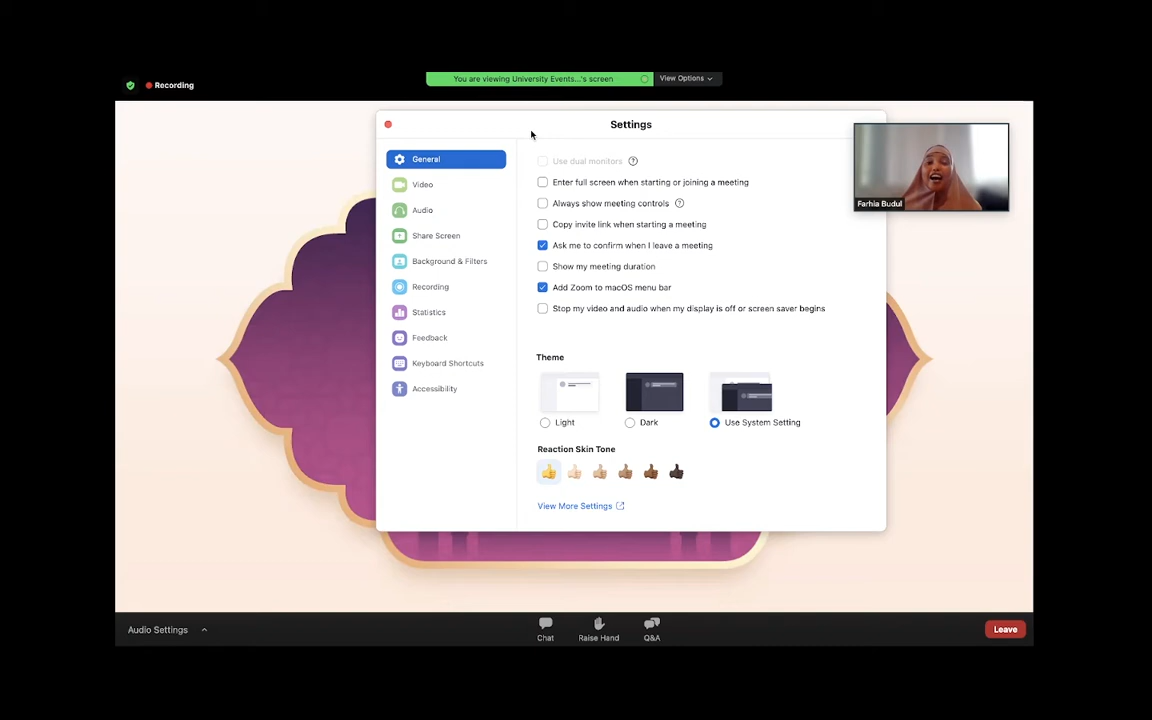 Recording
You are viewing University Events...'s screen
View Options
Settings
General
Video
Audio
Share Screen
Background & Filters
Recording
Statistics
Feedback
Keyboard Shortcuts
Accessibility
Use dual monitors ?
Enter full screen when starting or joining a meeting
Always show meeting controls ?
Copy invite link when starting a meeting
Ask me to confirm when I leave a meeting
Show my meeting duration
Add Zoom to macOS menu bar
Stop my video and audio when my display is off or screen saver begins
Theme
Light
Dark
Use System Setting
Reaction Skin Tone
View More Settings
Farhia Budul
Audio Settings
Chat
Raise Hand
Q&A
Leave